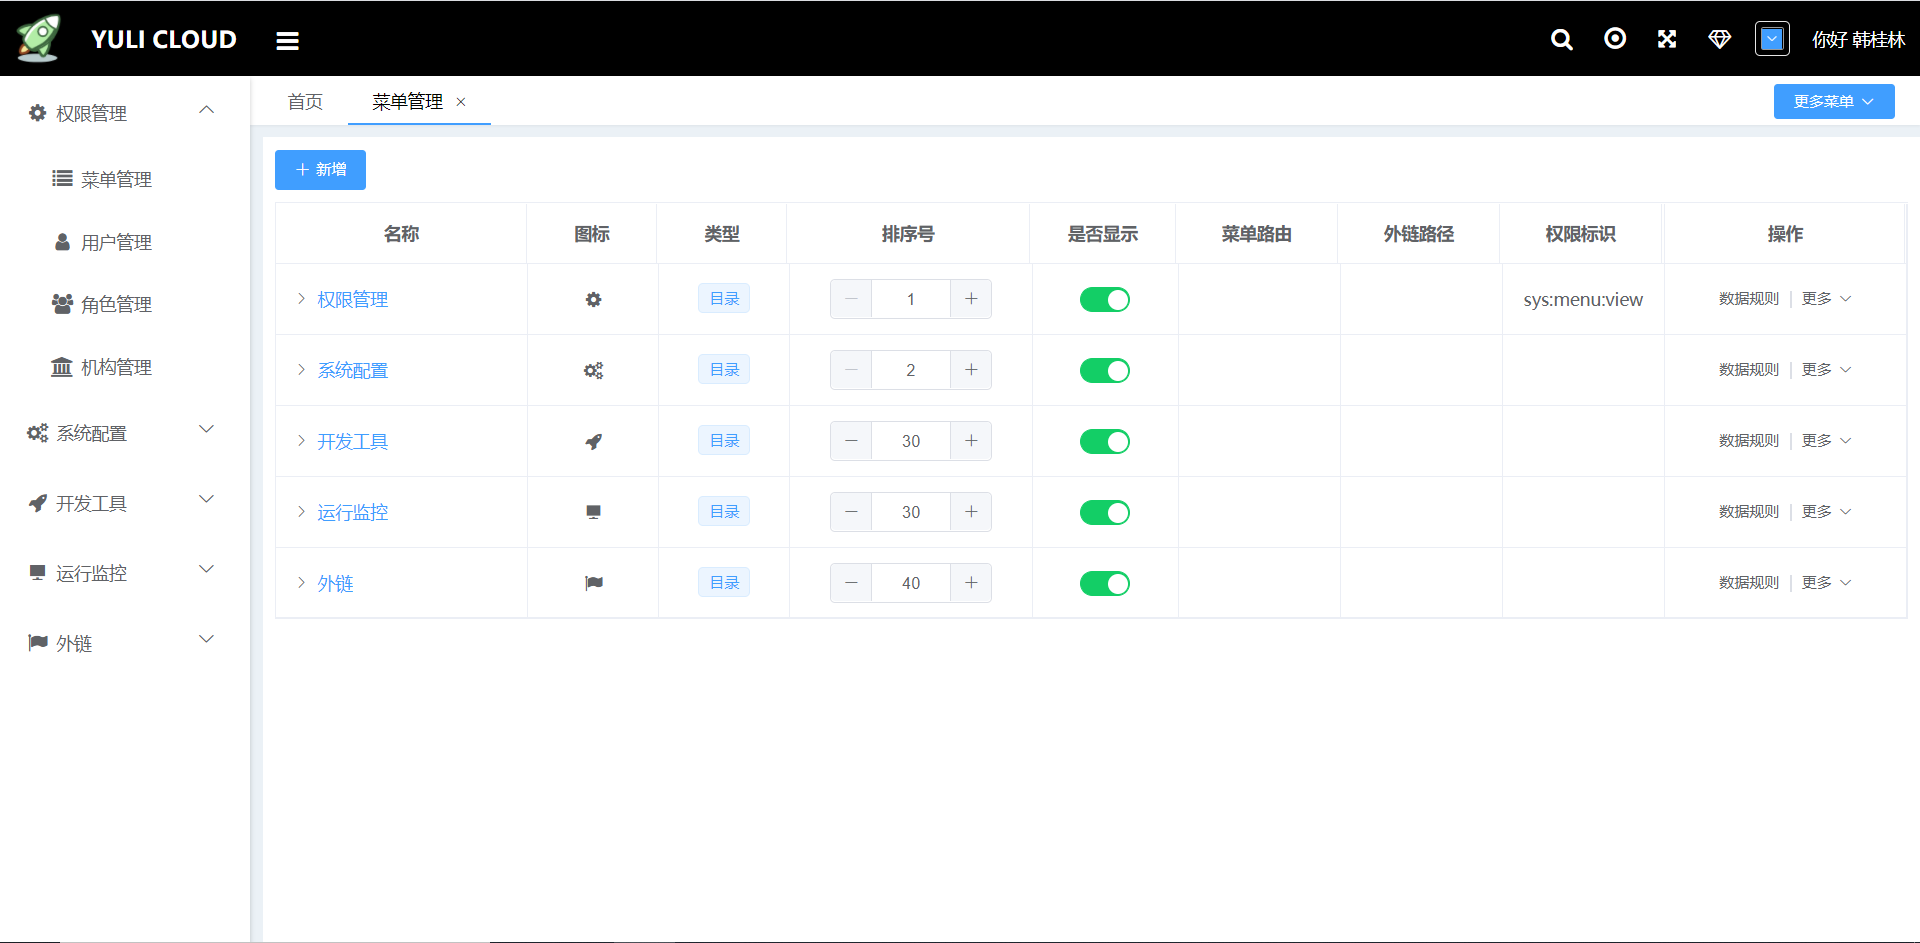 YULI CLOUD
你好 韩桂林
权限管理
菜单管理
用户管理
角色管理
机构管理
系统配置
开发工具
运行监控
外链
首页 菜单管理
更多菜单
新增
名称 图标 类型 排序号 是否显示 菜单路由 外链路径 权限标识 操作
权限管理 目录 1 sys:menu:view 数据规则 更多
系统配置 目录 2 数据规则 更多
开发工具 目录 30 数据规则 更多
运行监控 目录 30 数据规则 更多
外链 目录 40 数据规则 更多